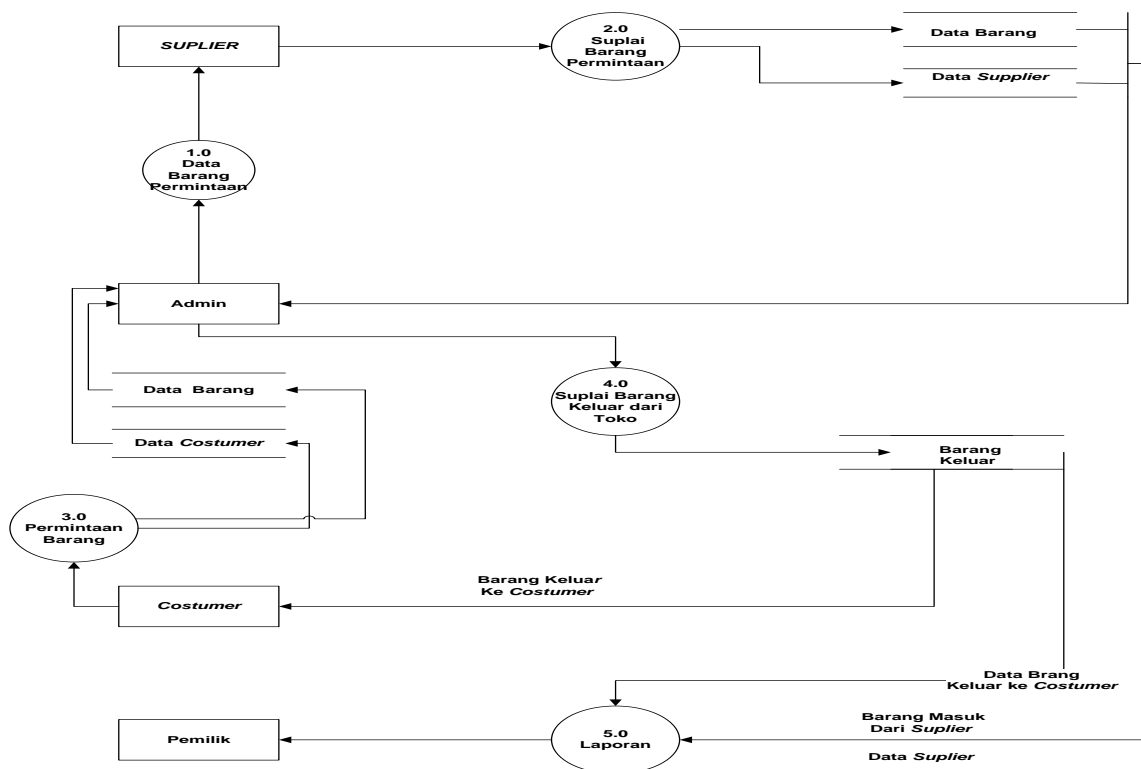 SUPLIER
2.0
Suplai
Barang
Permintaan
Data Barang
Data Supplier
1.0
Data
Barang
Permintaan
Admin
Data Barang
Data Costumer
4.0
Suplai Barang
Keluar dari
Toko
Barang
Keluar
3.0
Permintaan
Barang
Costumer
Barang Keluar
Ke Costumer
Data Brang
Keluar ke Costumer
Pemilik
5.0
Laporan
Barang Masuk
Dari Suplier
Data Suplier